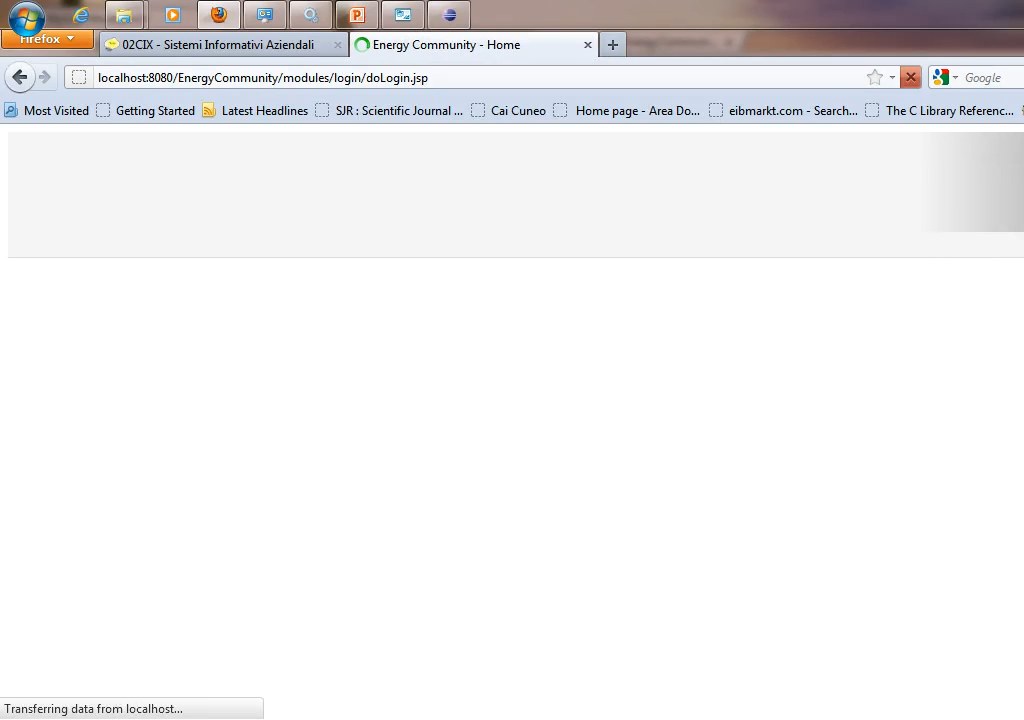 Firefox
02CIX - Sistemi Informativi Aziendali
Energy Community - Home
localhost:8080/EnergyCommunity/modules/login/doLogin.jsp
Google
Most Visited Getting Started Latest Headlines SJR : Scientific Journal ... Cai Cuneo Home page - Area Do... eibmarkt.com - Search... The C Library Referenc...
Transferring data from localhost...